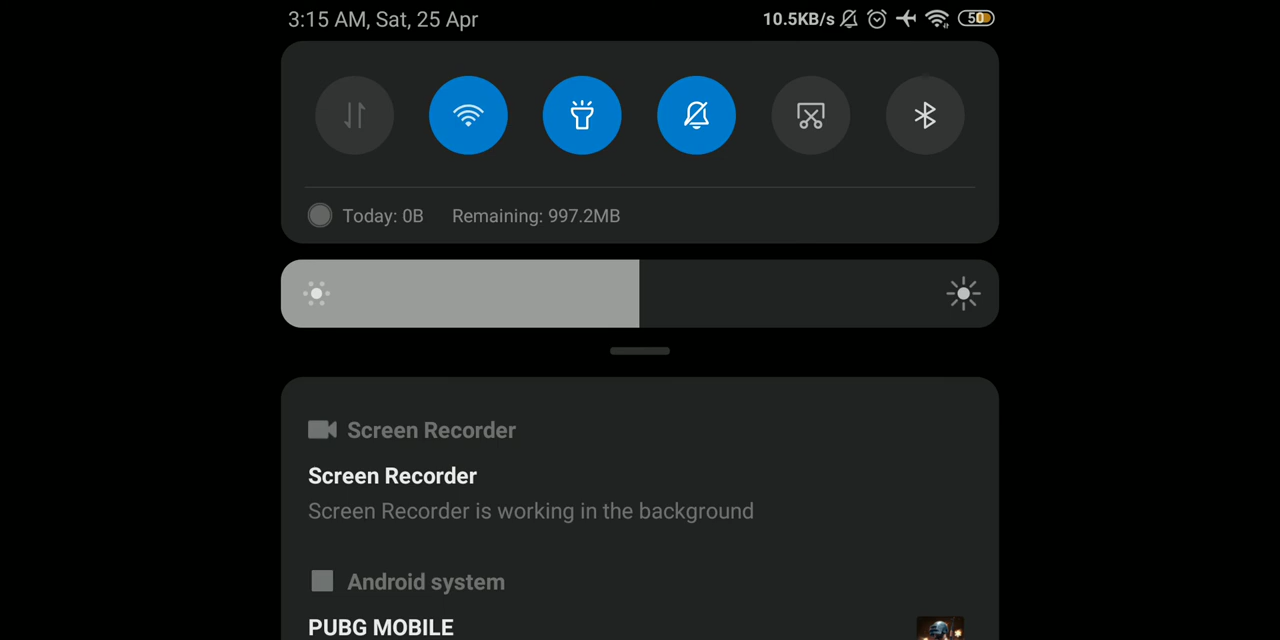 3:15 AM, Sat, 25 Apr 10.5KB/s 50
Today: 0B Remaining: 997.2MB
Screen Recorder
Screen Recorder
Screen Recorder is working in the background
Android system
PUBG MOBILE